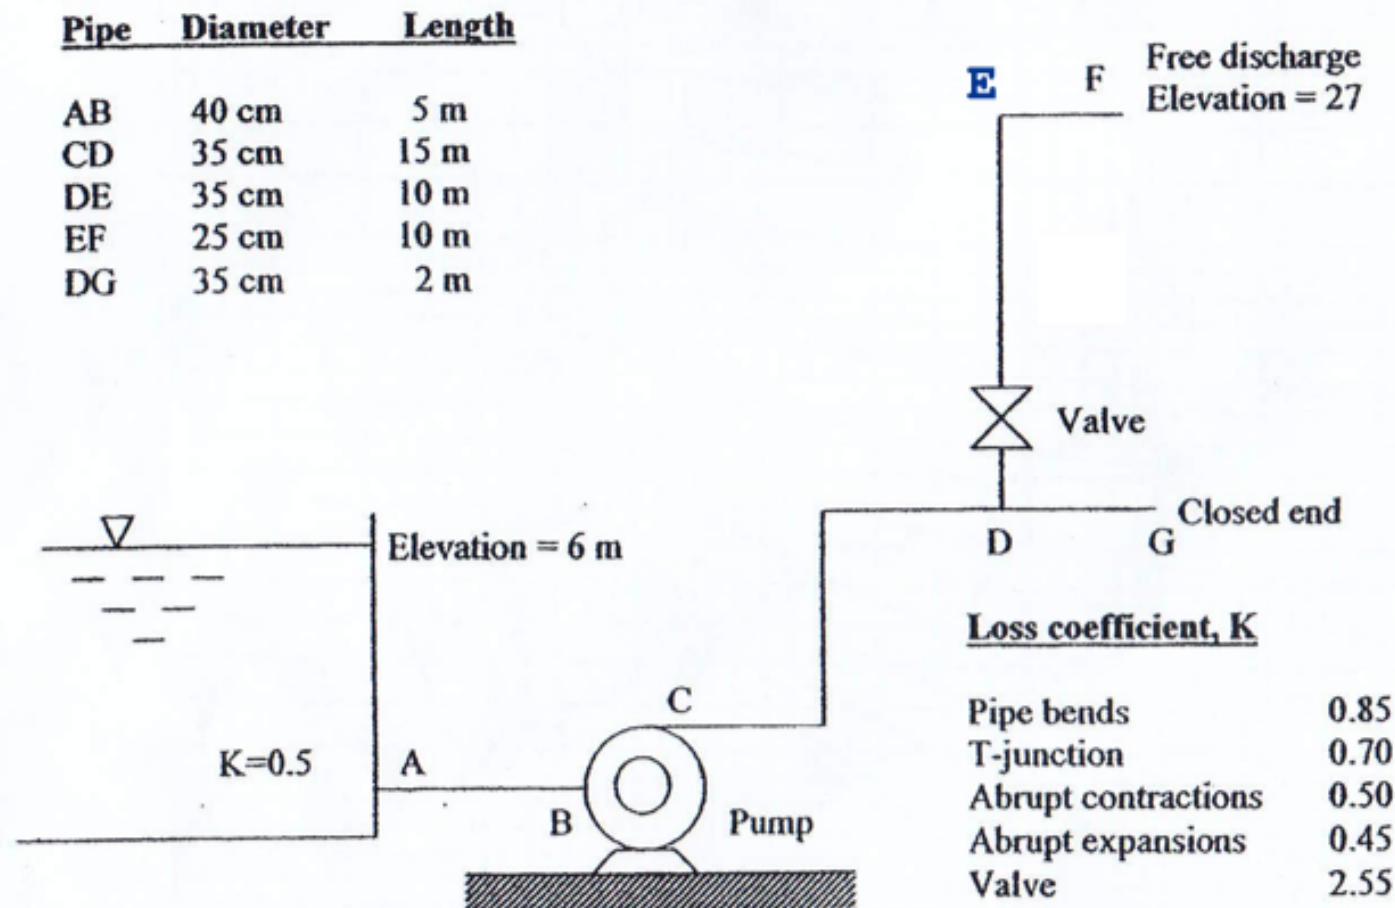 Pipe Diameter Length
AB 40 cm 5 m
CD 35 cm 15 m
DE 35 cm 10 m
EF 25 cm 10 m
DG 35 cm 2 m
E F Free discharge
Elevation = 27
Valve
Closed end
D G
Elevation = 6 m
Loss coefficient, K
C
Pipe bends 0.85
K=0.5 A
T-junction 0.70
Abrupt contractions 0.50
B Pump
Abrupt expansions 0.45
Valve 2.55